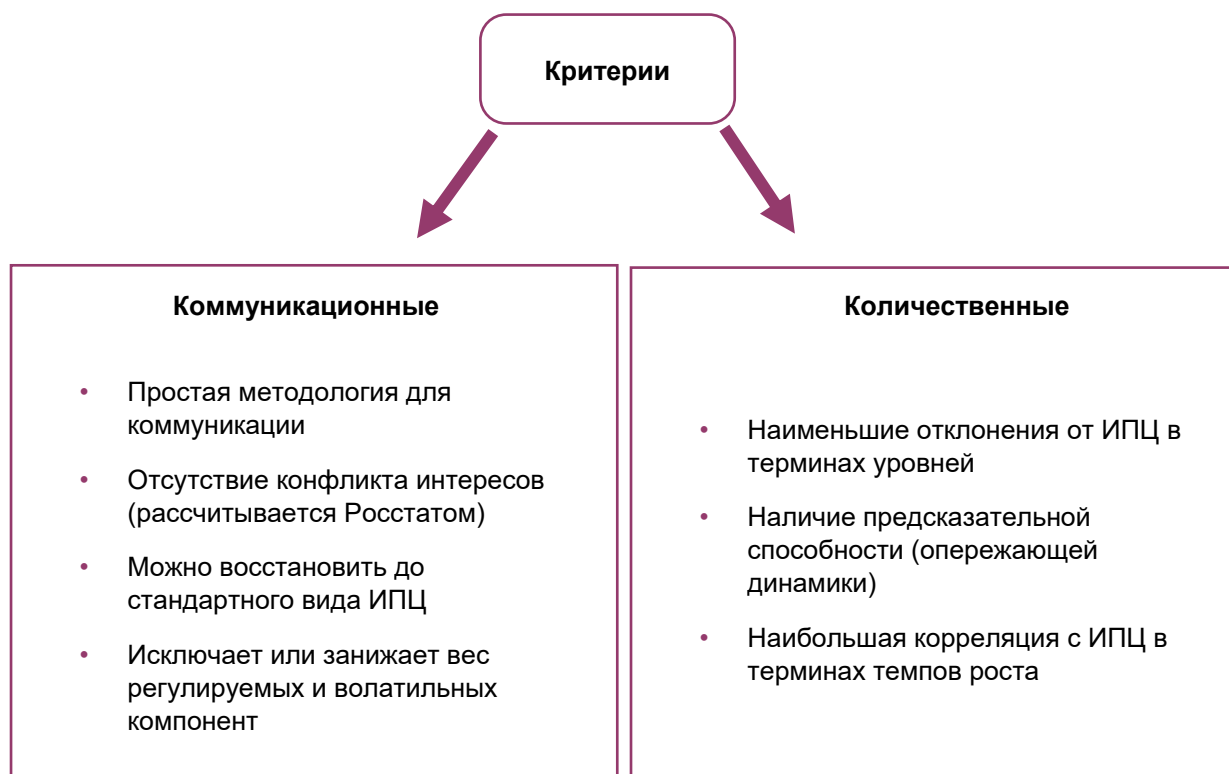 Критерии
Коммуникационные
Простая методология для
коммуникации
Отсутствие конфликта интересов
(рассчитывается Росстатом)
Можно восстановить до
стандартного вида ИПЦ
Исключает или занижает вес
регулируемых и волатильных
компонент
Количественные
Наименьшие отклонения от ИПЦ в
терминах уровней
Наличие предсказательной
способности (опережающей
динамики)
Наибольшая корреляция с ИПЦ в
терминах темпов роста